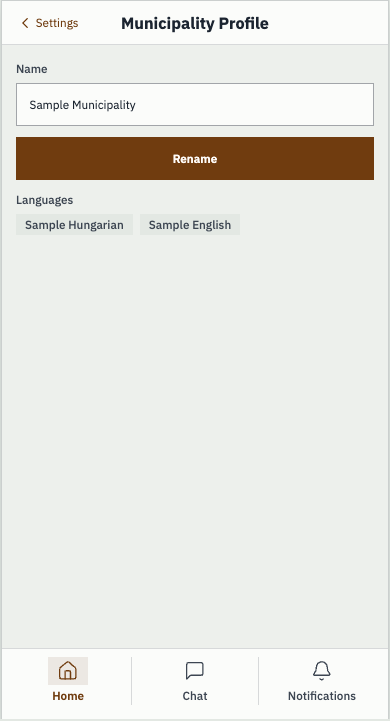 Settings
Municipality Profile
Name
Sample Municipality
Rename
Languages
Sample Hungarian
Sample English
Home
Chat
Notifications